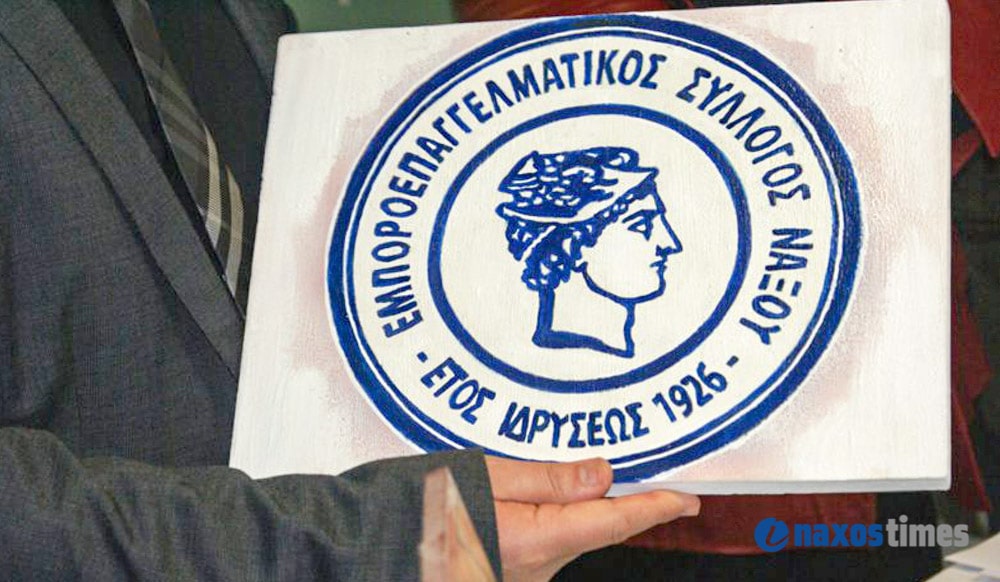 ΕΜΠΟΡΟΕΠΑΓΓΕΛΜΑΤΙΚΟΣ ΣΥΛΛΟΓΟΣ ΝΑΞΟΥ
- ΕΤΟΣ ΙΔΡΥΣΕΩΣ 1926 -
naxostimes